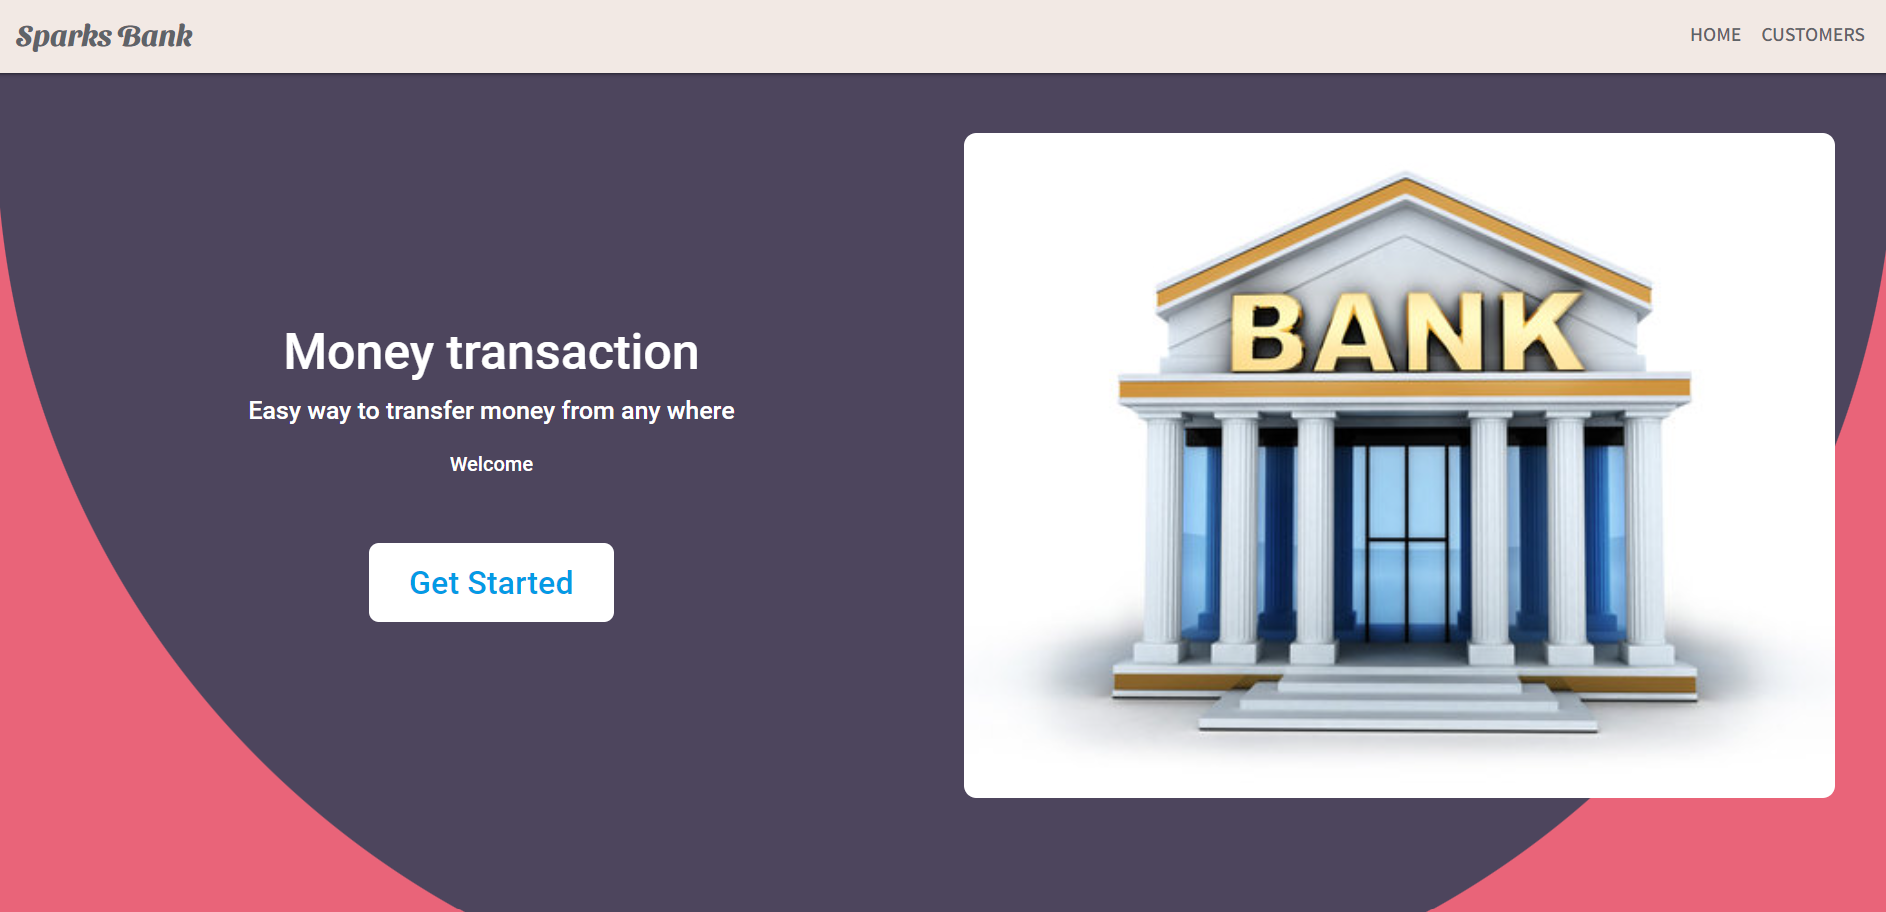 Sparks Bank
HOME CUSTOMERS
Money transaction
Easy way to transfer money from any where
Welcome
Get Started
BANK